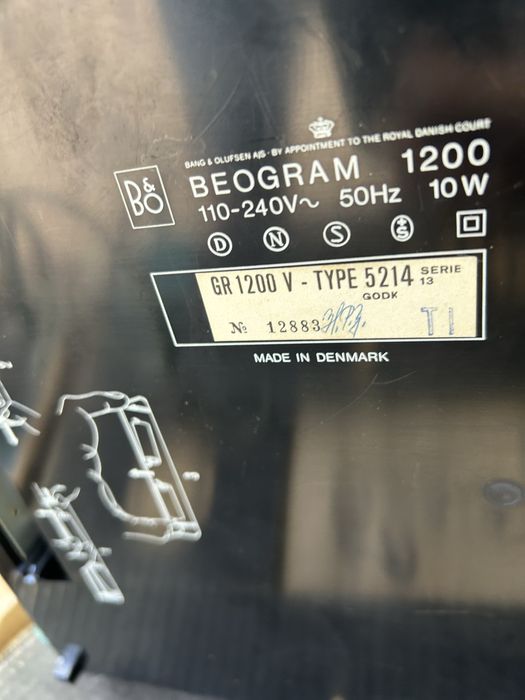 BANG & OLUFSEN A/S · BY APPOINTMENT TO THE ROYAL DANISH COURT
B&O
BEOGRAM 1200
110-240V~ 50Hz 10W
D N S +S
GR 1200 V - TYPE 5214 SERIE 13
GODK
№ 12883 T1
MADE IN DENMARK